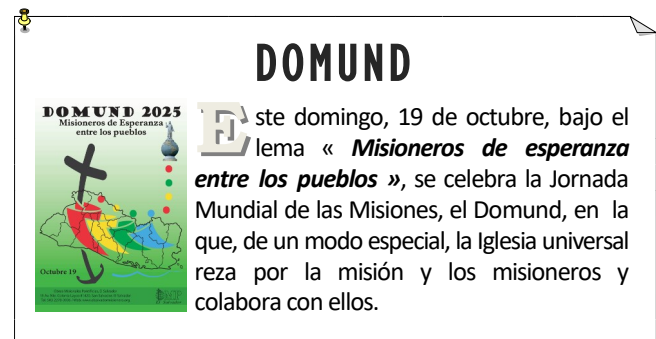 DOMUND
DOMUND 2025
Misioneros de Esperanza
entre los pueblos
Octubre 19
Este domingo, 19 de octubre, bajo el
lema « Misioneros de esperanza
entre los pueblos », se celebra la Jornada
Mundial de las Misiones, el Domund, en la
que, de un modo especial, la Iglesia universal
reza por la misión y los misioneros y
colabora con ellos.